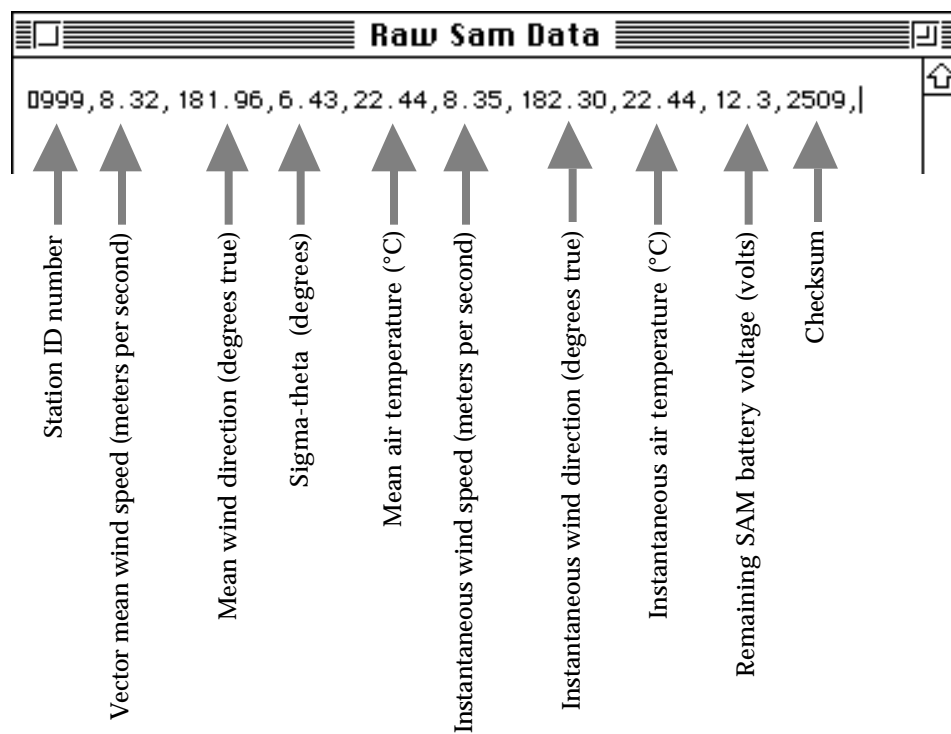 Raw Sam Data
▯999,8.32,181.96,6.43,22.44,8.35,182.30,22.44,12.3,2509,
Station ID number
Vector mean wind speed (meters per second)
Mean wind direction (degrees true)
Sigma-theta (degrees)
Mean air temperature (°C)
Instantaneous wind speed (meters per second)
Instantaneous wind direction (degrees true)
Instantaneous air temperature (°C)
Remaining SAM battery voltage (volts)
Checksum